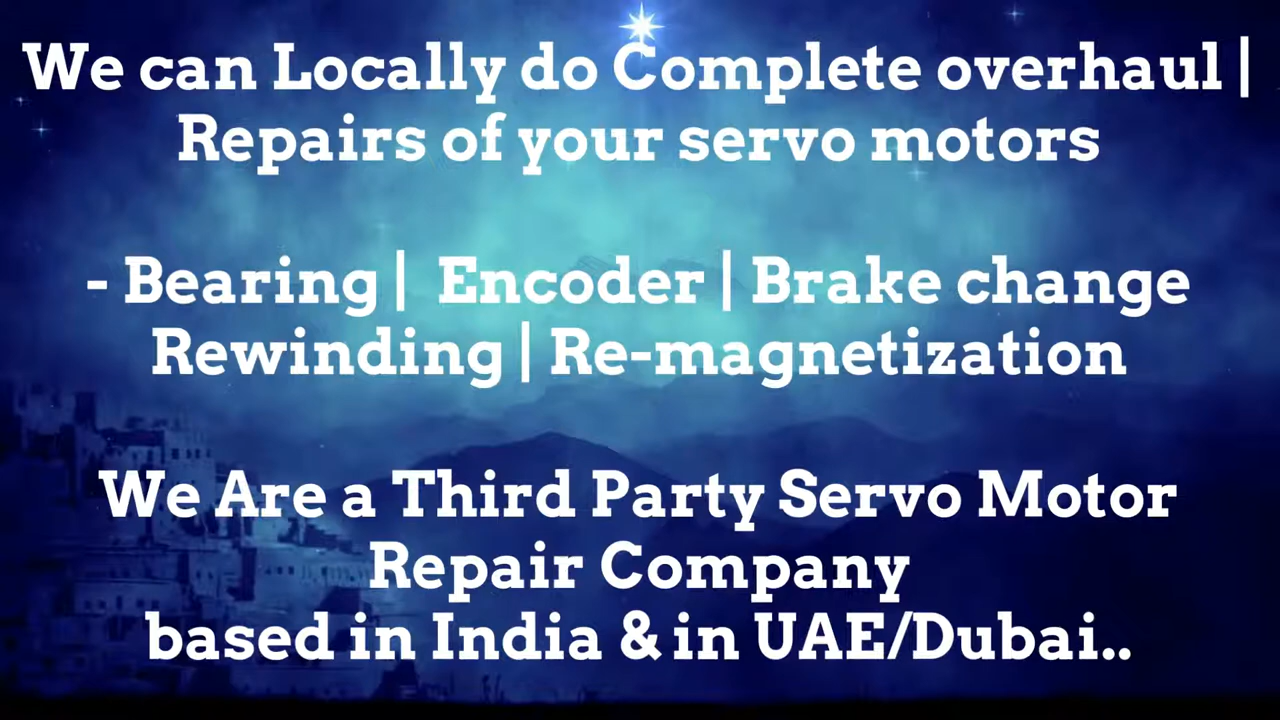 We can Locally do Complete overhaul |
Repairs of your servo motors
- Bearing | Encoder | Brake change
Rewinding | Re-magnetization
We Are a Third Party Servo Motor
Repair Company
based in India & in UAE/Dubai..